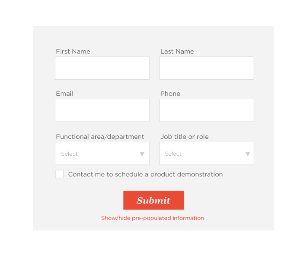 First Name Last Name
Email Phone
Functional area/department Job title or role
Select Select
Contact me to schedule a product demonstration
Submit
Show/hide pre-populated information